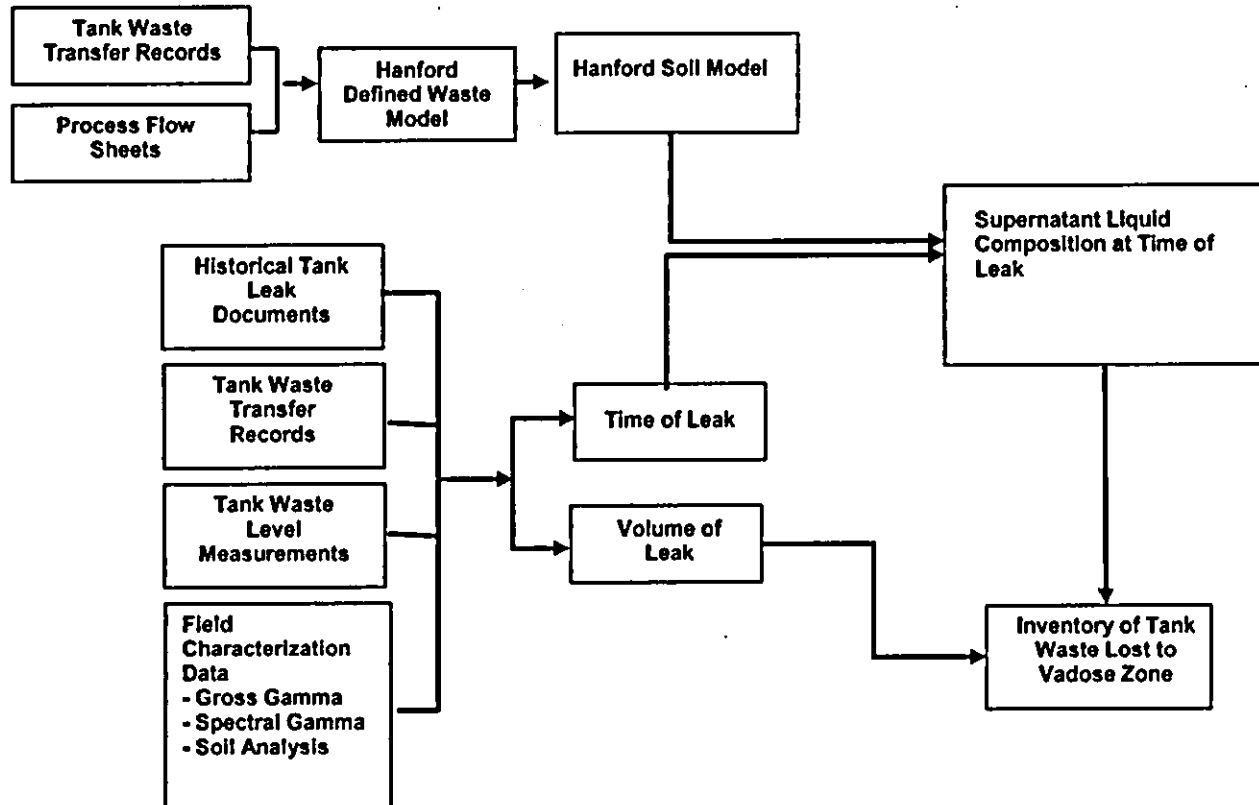 Tank Waste
Transfer Records
Process Flow
Sheets
Hanford
Defined Waste
Model
Hanford Soil Model
Supernatant Liquid
Composition at Time of
Leak
Historical Tank
Leak
Documents
Tank Waste
Transfer
Records
Tank Waste
Level
Measurements
Field
Characterization
Data
- Gross Gamma
- Spectral Gamma
- Soil Analysis
Time of Leak
Volume of
Leak
Inventory of Tank
Waste Lost to
Vadose Zone